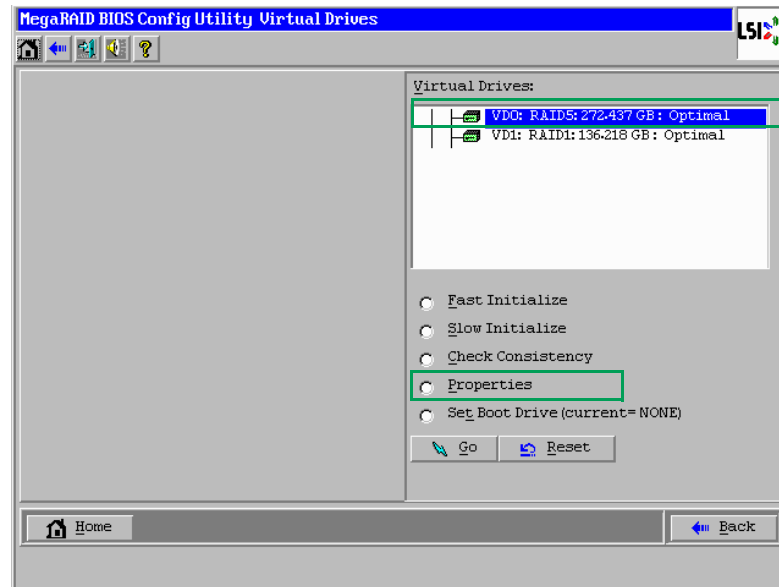 MegaRAID BIOS Config Utility Virtual Drives
LSI
?
Virtual Drives:
VD0: RAID5: 272.437 GB: Optimal
VD1: RAID1: 136.218 GB: Optimal
Fast Initialize
Slow Initialize
Check Consistency
Properties
Set Boot Drive (current= NONE)
Go Reset
Home Back